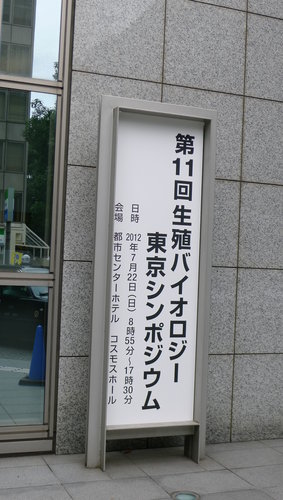 第11回生殖バイオロジー
東京シンポジウム
日時 2012年7月22日(日)8時55分〜17時30分
会場 都市センターホテル コスモスホール